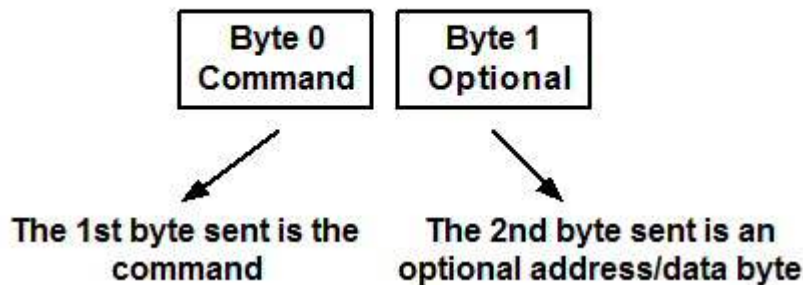 Byte 0
Command
Byte 1
Optional
The 1st byte sent is the
command
The 2nd byte sent is an
optional address/data byte